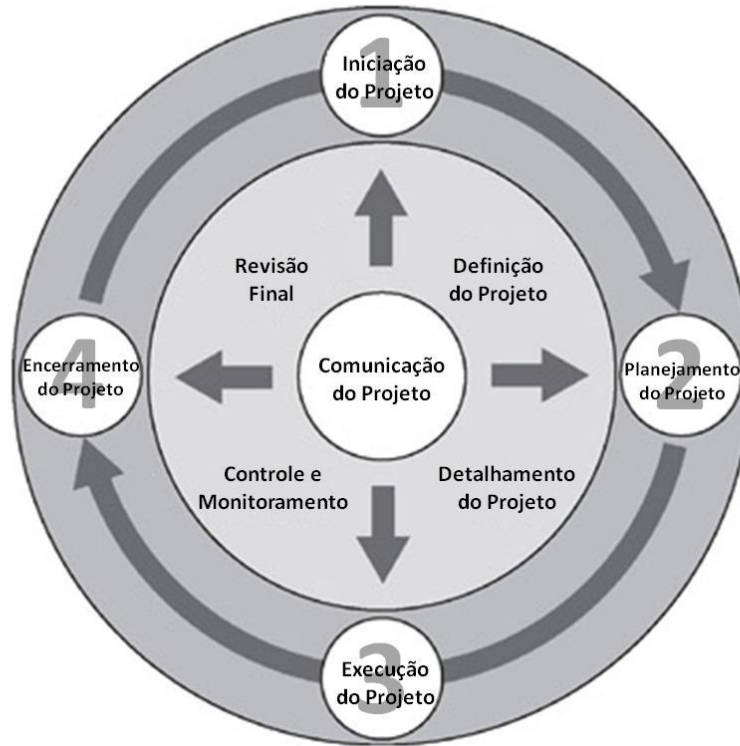 1
Iniciação
do Projeto
Revisão
Final
Definição
do Projeto
4
Encerramento
do Projeto
Comunicação
do Projeto
2
Planejamento
do Projeto
Controle e
Monitoramento
Detalhamento
do Projeto
3
Execução
do Projeto